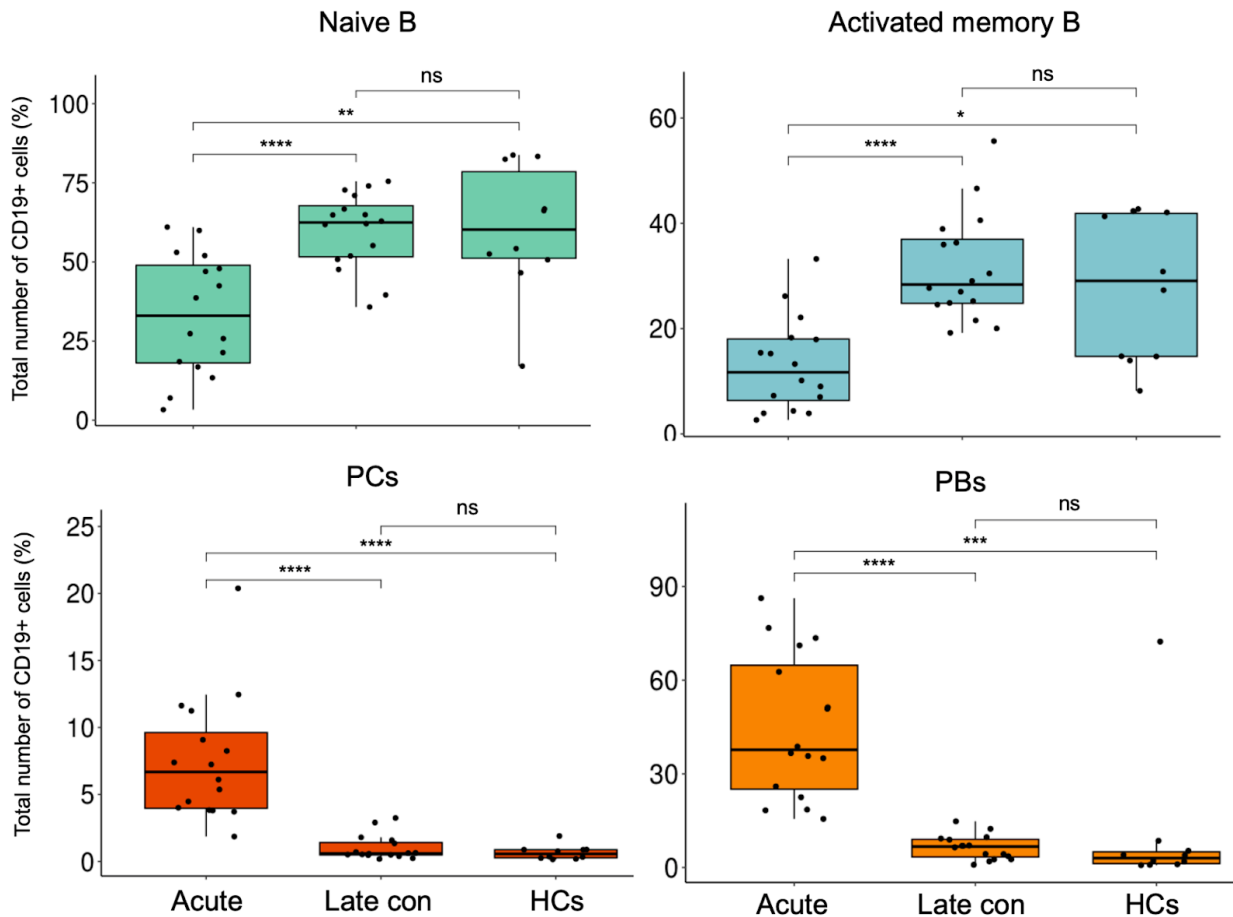 Naive B
Activated memory B
Total number of CD19+ cells (%)
ns
**
****
100
75
50
25
0
ns
*
****
60
40
20
0
PCs
PBs
Total number of CD19+ cells (%)
ns
****
****
25
20
15
10
5
0
ns
***
****
90
60
30
0
Acute Late con HCs
Acute Late con HCs